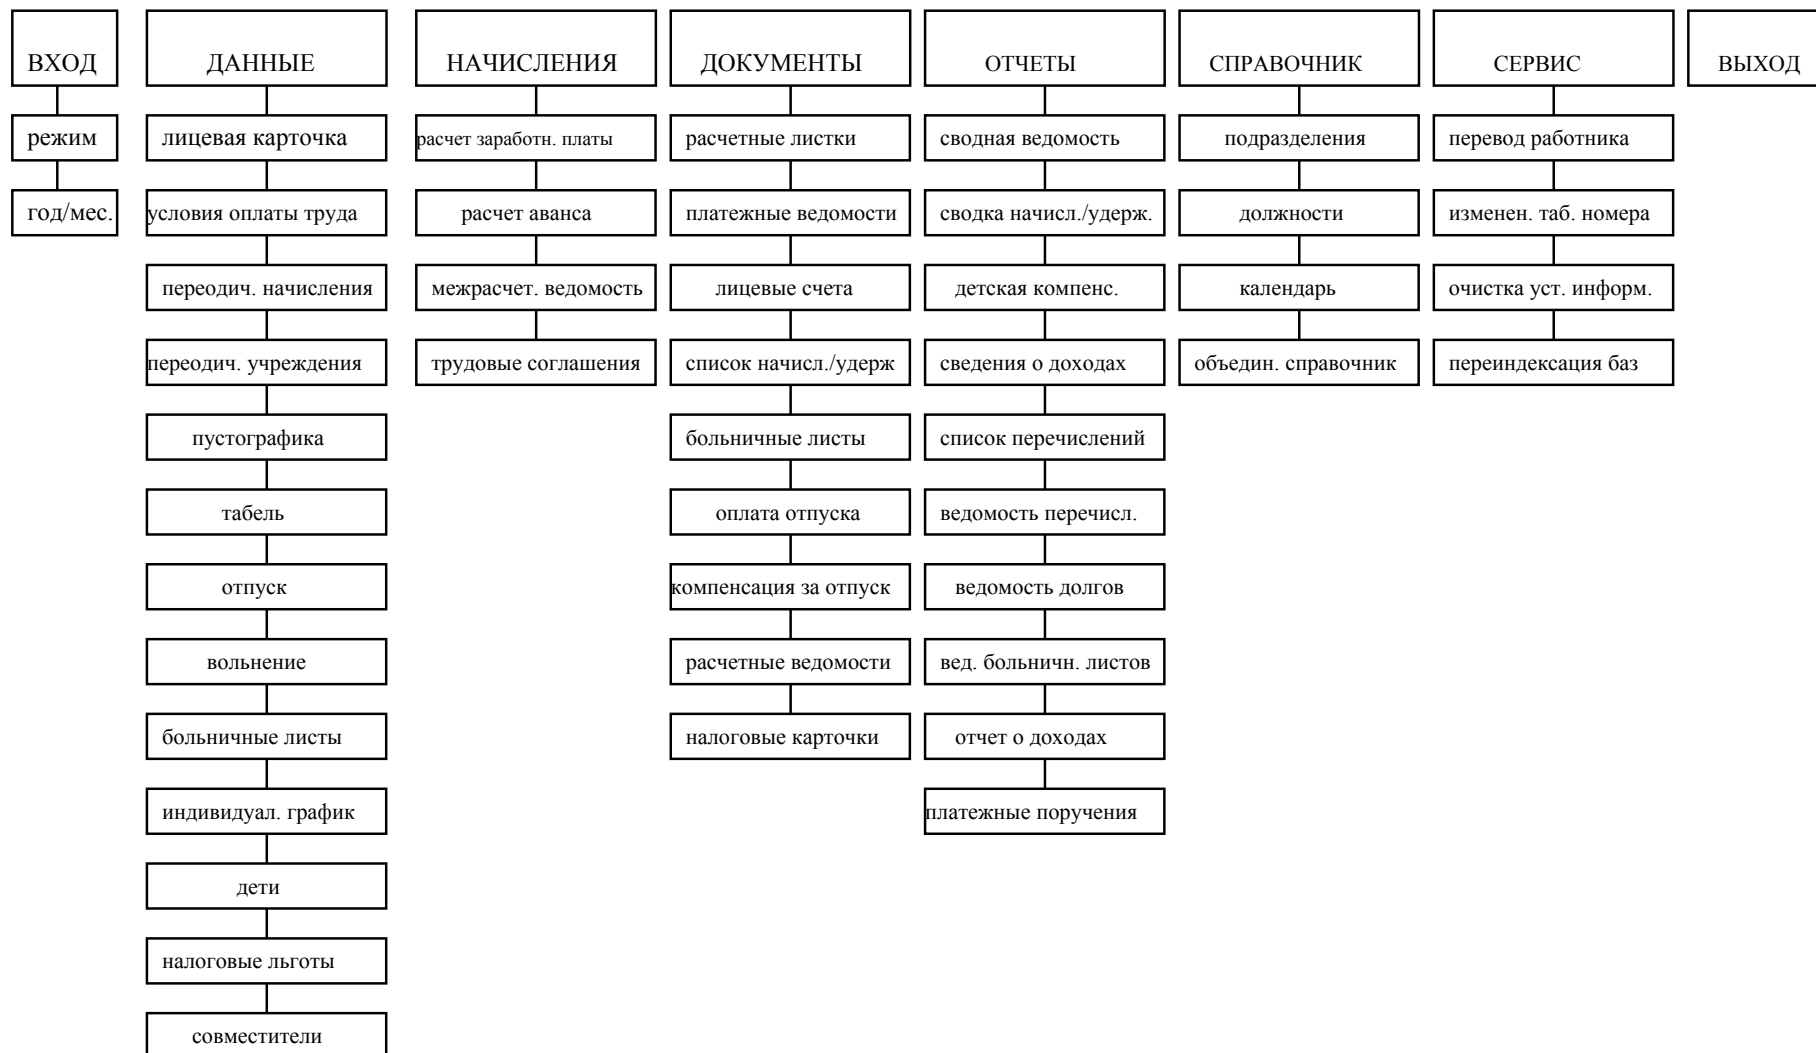 ВХОД
режим
год/мес.
ДАННЫЕ
лицевая карточка
условия оплаты труда
переодич. начисления
переодич. учреждения
пустографика
табель
отпуск
вольнение
больничные листы
индивидуал. график
дети
налоговые льготы
совместители
НАЧИСЛЕНИЯ
расчет заработн. платы
расчет аванса
межрасчет. ведомость
трудовые соглашения
ДОКУМЕНТЫ
расчетные листки
платежные ведомости
лицевые счета
список начисл./удерж
больничные листы
оплата отпуска
компенсация за отпуск
расчетные ведомости
налоговые карточки
ОТЧЕТЫ
сводная ведомость
сводка начисл./удерж.
детская компенс.
сведения о доходах
список перечислений
ведомость перечисл.
ведомость долгов
вед. больничн. листов
отчет о доходах
платежные поручения
СПРАВОЧНИК
подразделения
должности
календарь
объедин. справочник
СЕРВИС
перевод работника
изменен. таб. номера
очистка уст. информ.
переиндексация баз
ВЫХОД